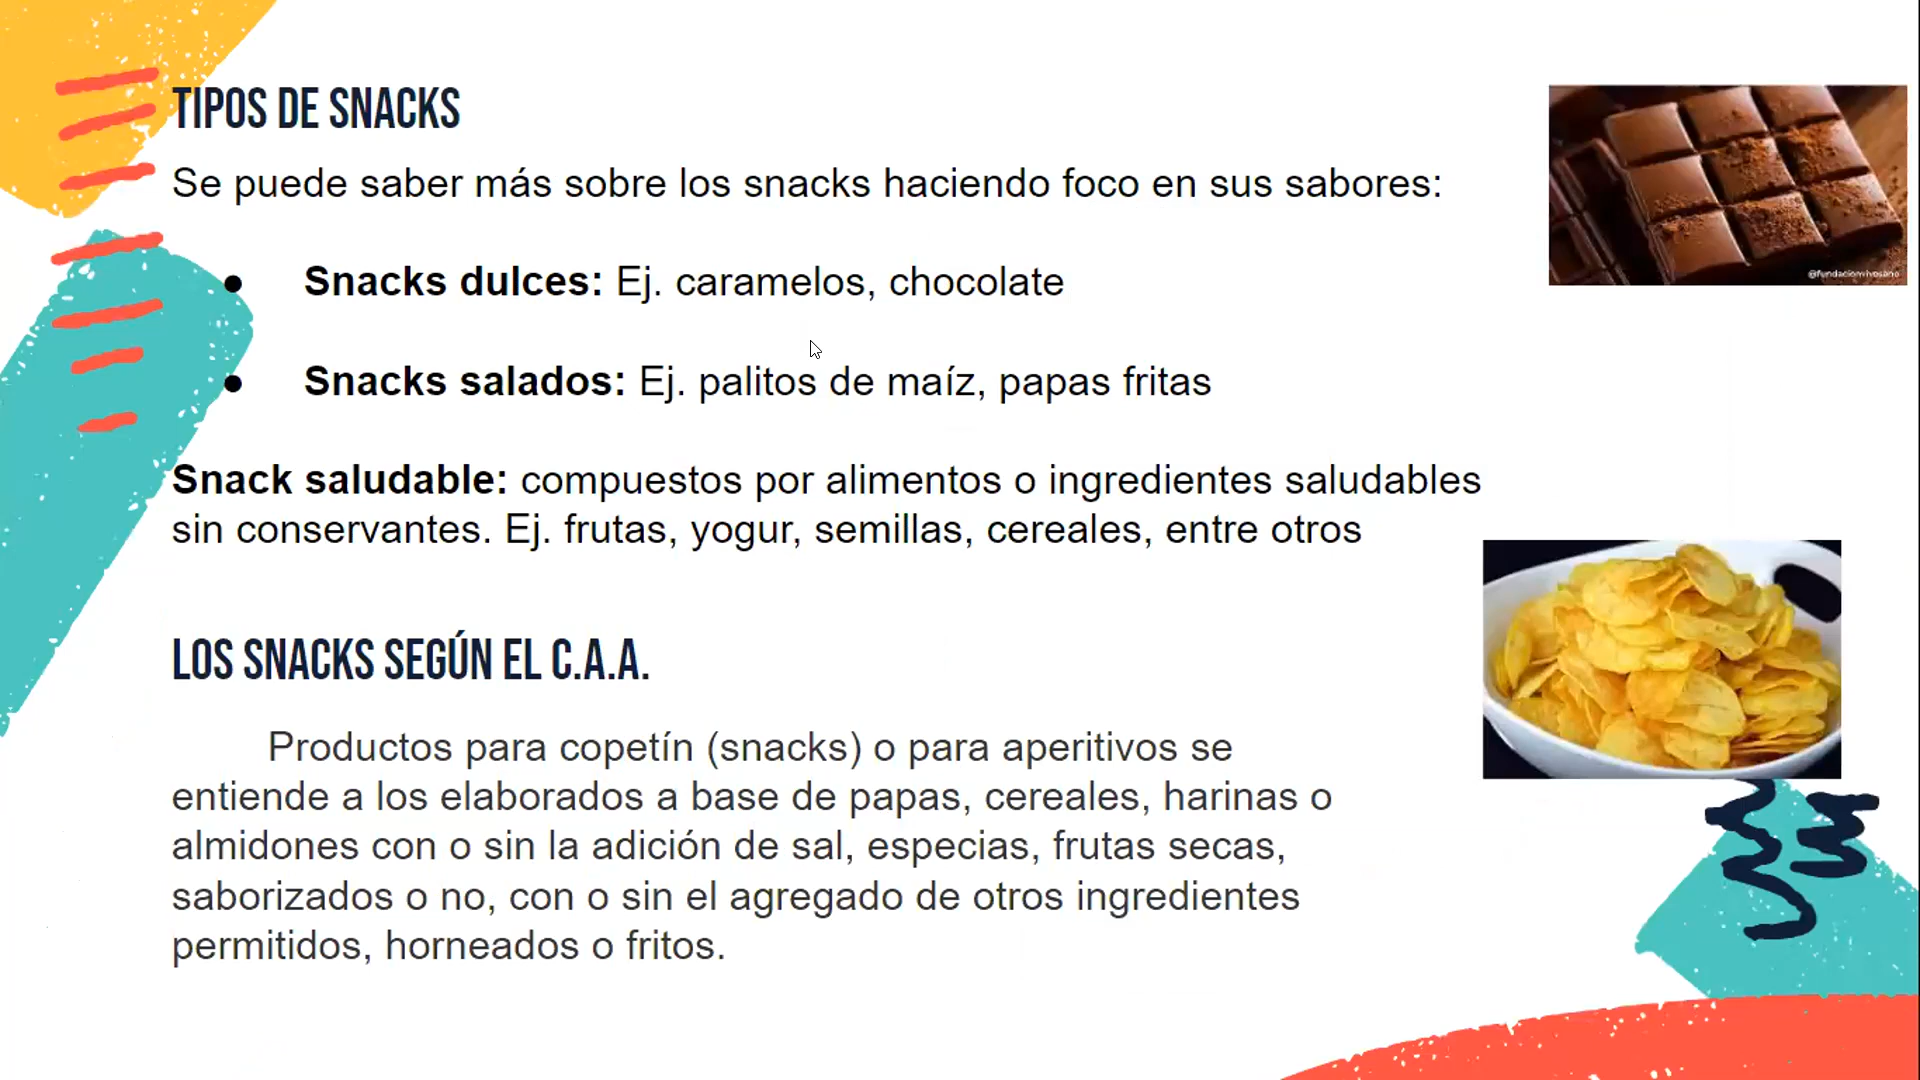 TIPOS DE SNACKS
Se puede saber más sobre los snacks haciendo foco en sus sabores:
● Snacks dulces: Ej. caramelos, chocolate
● Snacks salados: Ej. palitos de maíz, papas fritas
Snack saludable: compuestos por alimentos o ingredientes saludables
sin conservantes. Ej. frutas, yogur, semillas, cereales, entre otros
LOS SNACKS SEGÚN EL C.A.A.
Productos para copetín (snacks) o para aperitivos se
entiende a los elaborados a base de papas, cereales, harinas o
almidones con o sin la adición de sal, especias, frutas secas,
saborizados o no, con o sin el agregado de otros ingredientes
permitidos, horneados o fritos.